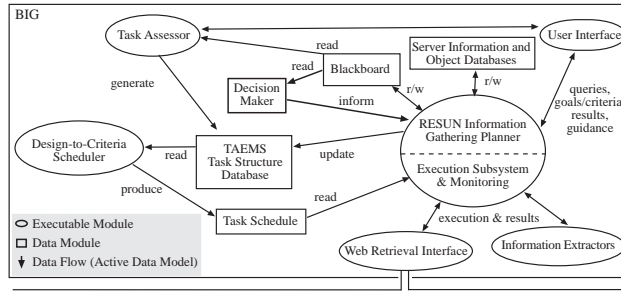 BIG
Task Assessor
User Interface
read
Server Information and
Object Databases
read
Blackboard
generate
Decision
Maker
r/w
r/w
inform
queries,
goals/criteria
results,
guidance
RESUN Information
Gathering Planner
Design-to-Criteria
Scheduler
read
TAEMS
Task Structure
Database
update
Execution Subsystem
& Monitoring
produce
read
Task Schedule
execution & results
Executable Module
Data Module
Data Flow (Active Data Model)
Web Retrieval Interface
Information Extractors